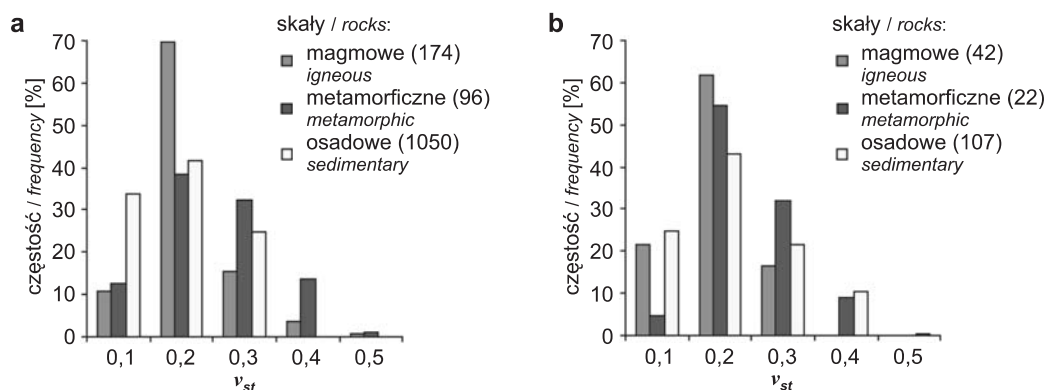 a
skały / rocks:
magmowe (174)
igneous
metamorficzne (96)
metamorphic
osadowe (1050)
sedimentary
częstość / frequency [%]
70
60
50
40
30
20
10
0
0,1 0,2 0,3 0,4 0,5
vst
b
skały / rocks:
magmowe (42)
igneous
metamorficzne (22)
metamorphic
osadowe (107)
sedimentary
częstość / frequency [%]
70
60
50
40
30
20
10
0
0,1 0,2 0,3 0,4 0,5
vst